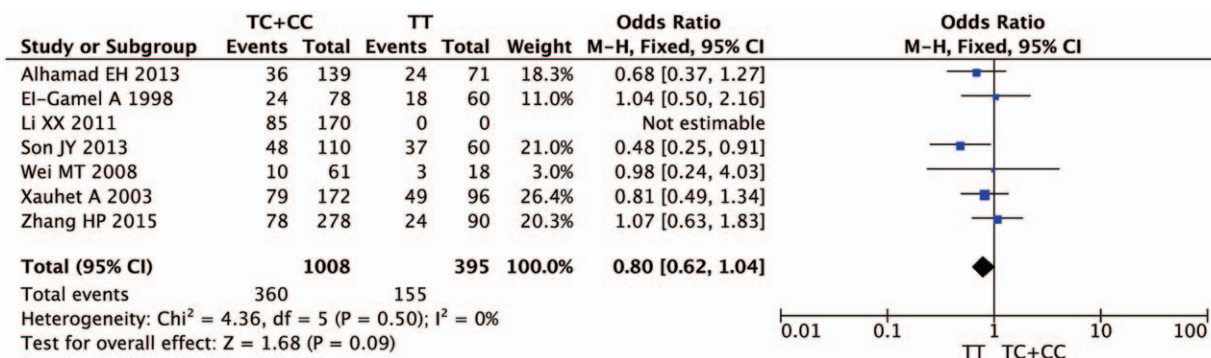 TC+CC TT Odds Ratio Odds Ratio
Study or Subgroup Events Total Events Total Weight M-H, Fixed, 95% CI M-H, Fixed, 95% CI
Alhamad EH 2013 36 139 24 71 18.3% 0.68 [0.37, 1.27]
EI-Gamel A 1998 24 78 18 60 11.0% 1.04 [0.50, 2.16]
Li XX 2011 85 170 0 0 Not estimable
Son JY 2013 48 110 37 60 21.0% 0.48 [0.25, 0.91]
Wei MT 2008 10 61 3 18 3.0% 0.98 [0.24, 4.03]
Xauhet A 2003 79 172 49 96 26.4% 0.81 [0.49, 1.34]
Zhang HP 2015 78 278 24 90 20.3% 1.07 [0.63, 1.83]
Total (95% CI) 1008 395 100.0% 0.80 [0.62, 1.04]
Total events 360 155
Heterogeneity: Chi² = 4.36, df = 5 (P = 0.50); I² = 0%
Test for overall effect: Z = 1.68 (P = 0.09)
0.01 0.1 1 10 100
TT TC+CC